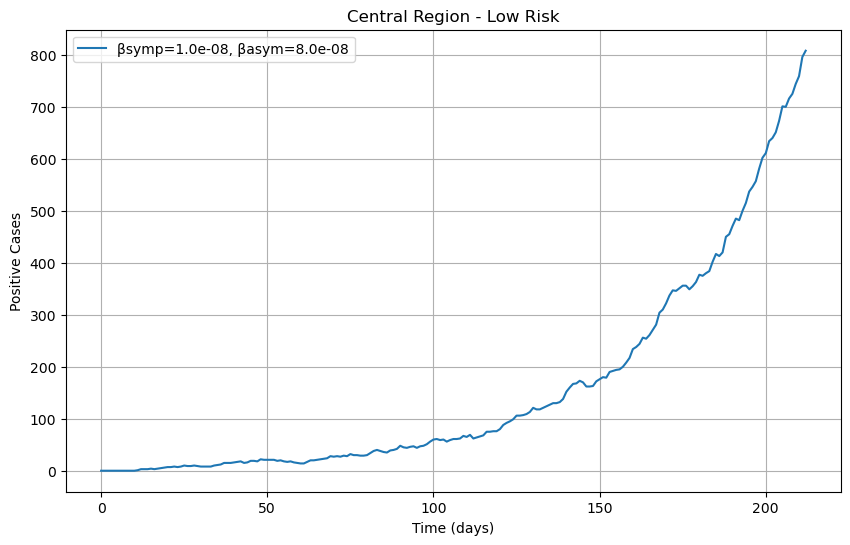 Central Region - Low Risk
βsymp=1.0e-08, βasym=8.0e-08
Positive Cases
800
700
600
500
400
300
200
100
0
0 50 100 150 200
Time (days)